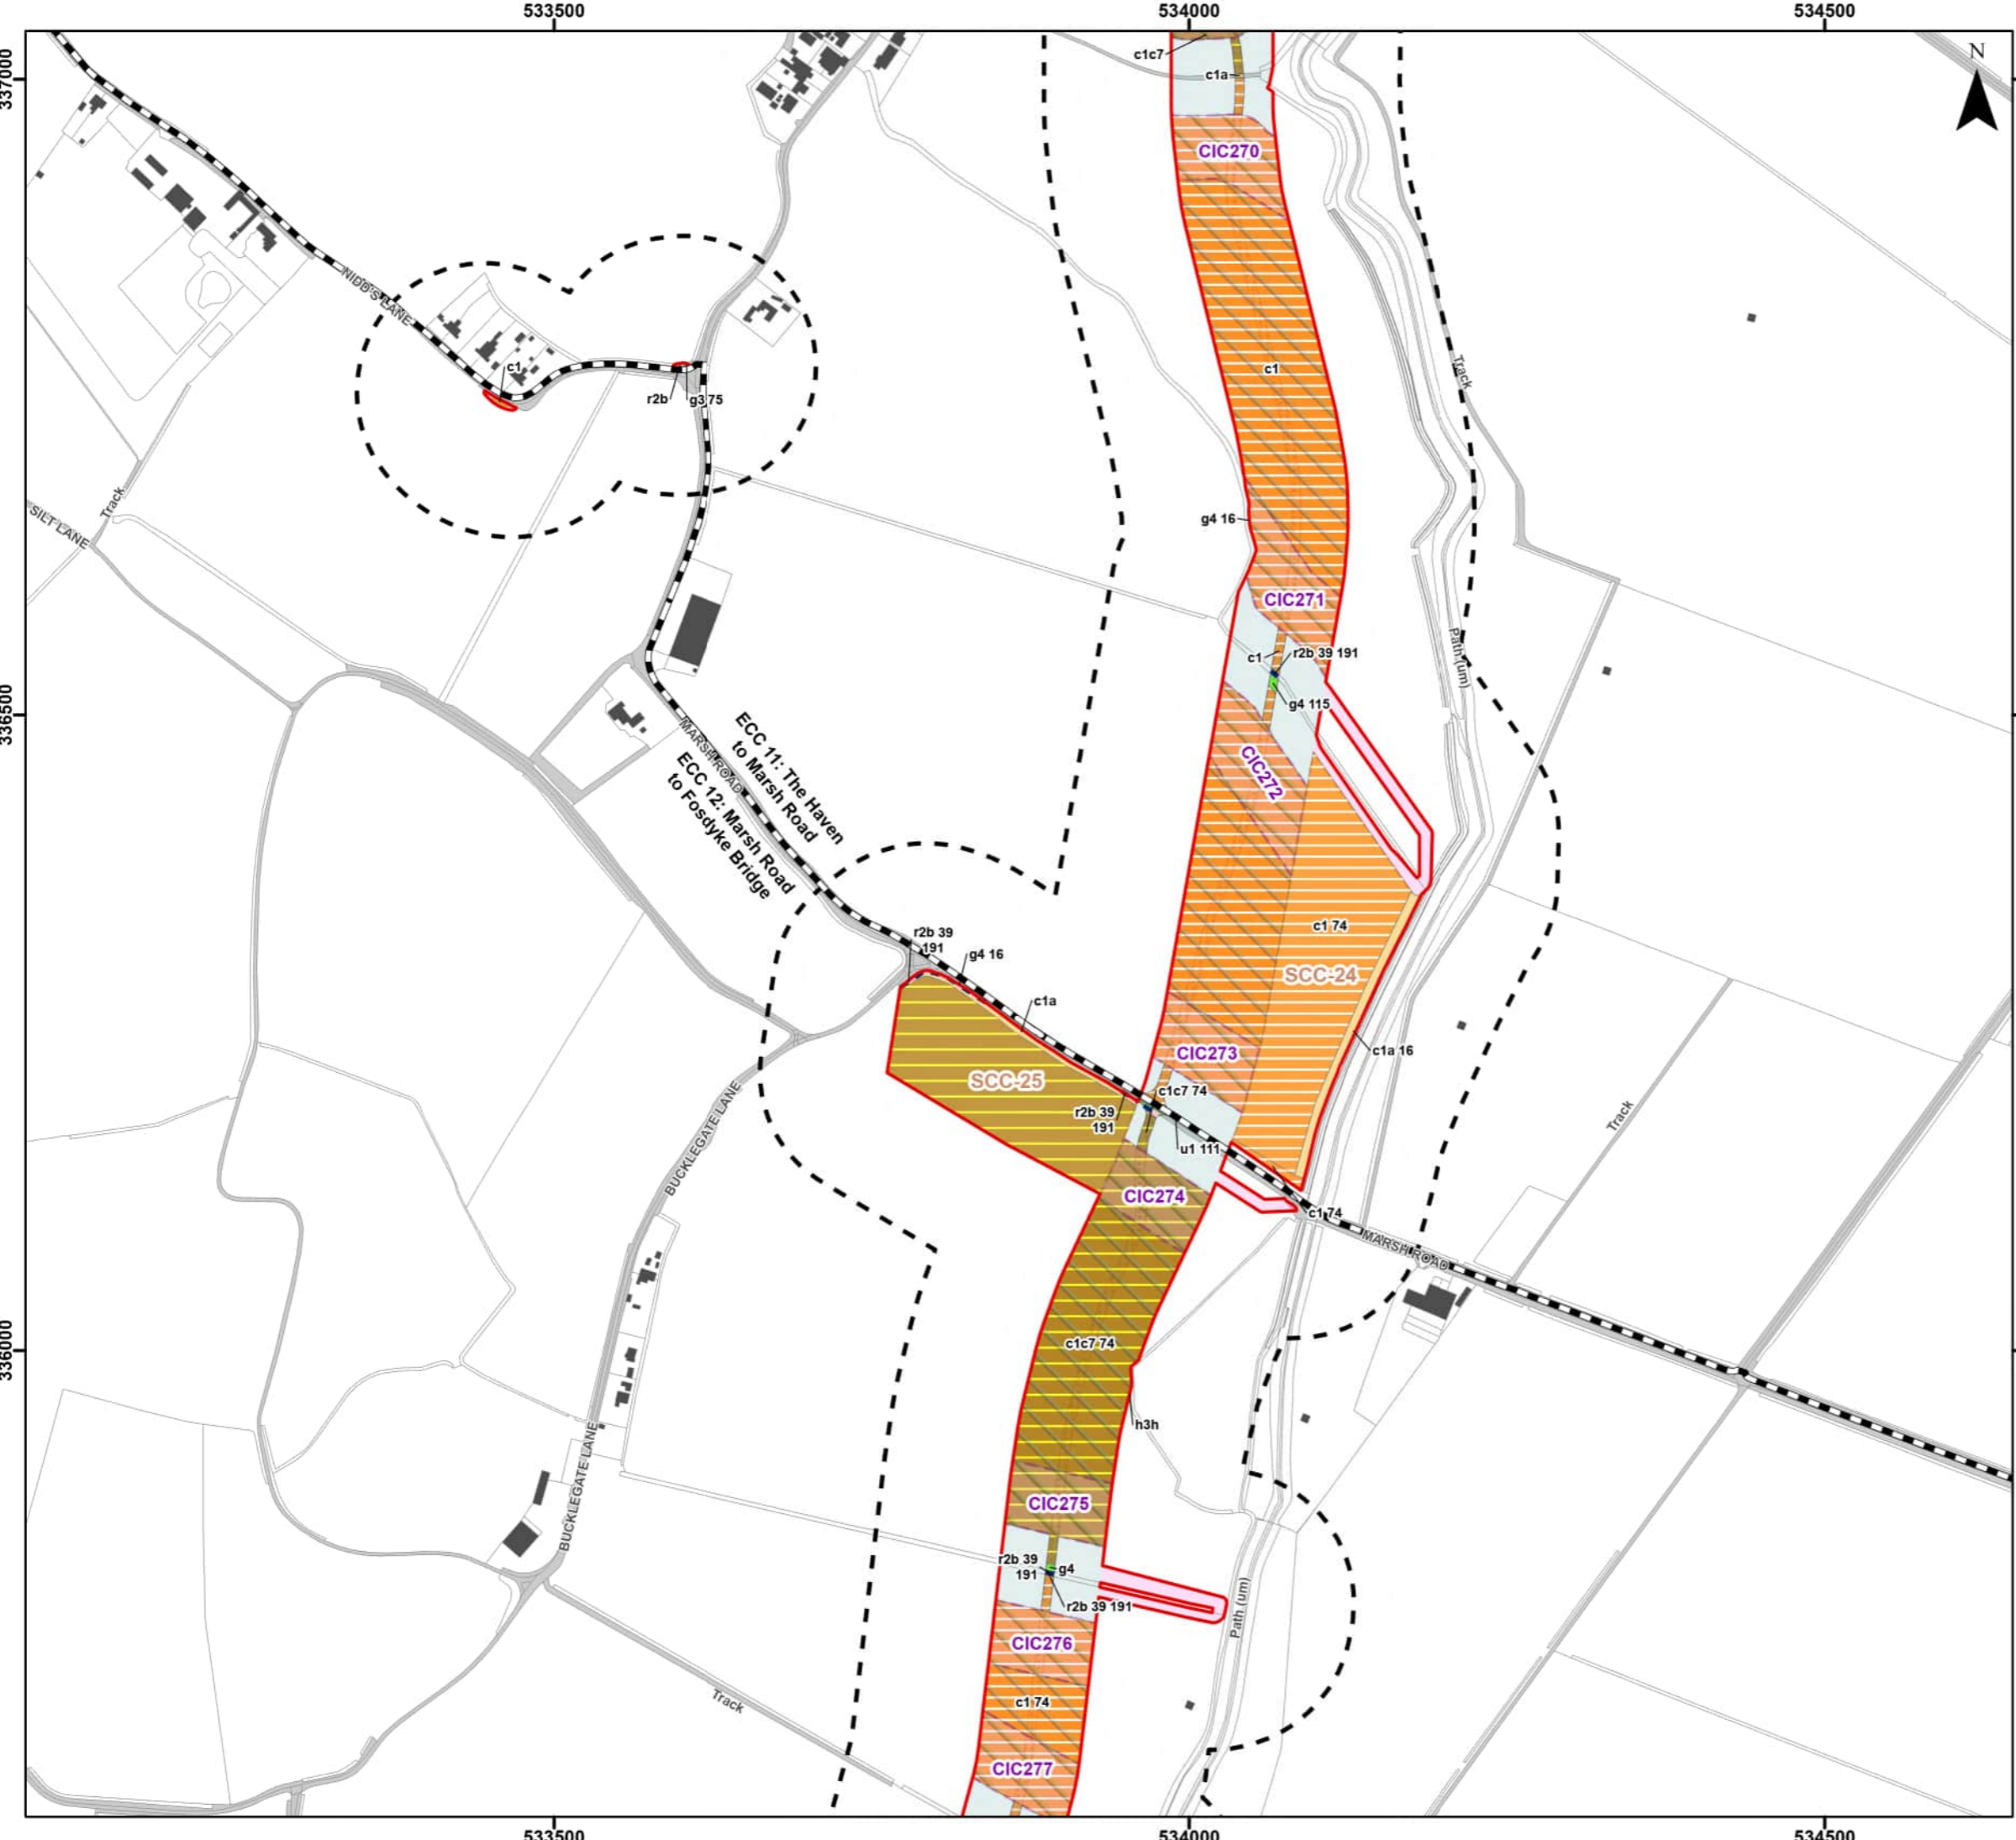 533500
534000
534500
337000
N
c1c7
c1a
CIC270
NIDD'S LANE
c1
r2b
g3 75
c1
Track
SILT LANE
Track
g4 16
CIC271
c1
r2b 39 191
Path (um)
g4 115
336500
MARSH ROAD
ECC 11: The Haven
to Marsh Road
ECC 12: Marsh Road
to Fosdyke Bridge
CIC272
c1 74
SCC-24
r2b 39
191
g4 16
c1a
CIC273
c1a 16
SCC-25
c1c7 74
r2b 39
191
u1 111
Track
BUCKLEGATE LANE
CIC274
c1 74
MARSH ROAD
336000
c1c7 74
h3h
BUCKLEGATE LANE
CIC275
r2b 39
191
g4
r2b 39 191
Path (um)
CIC276
c1 74
Track
CIC277
533500
534000
534500